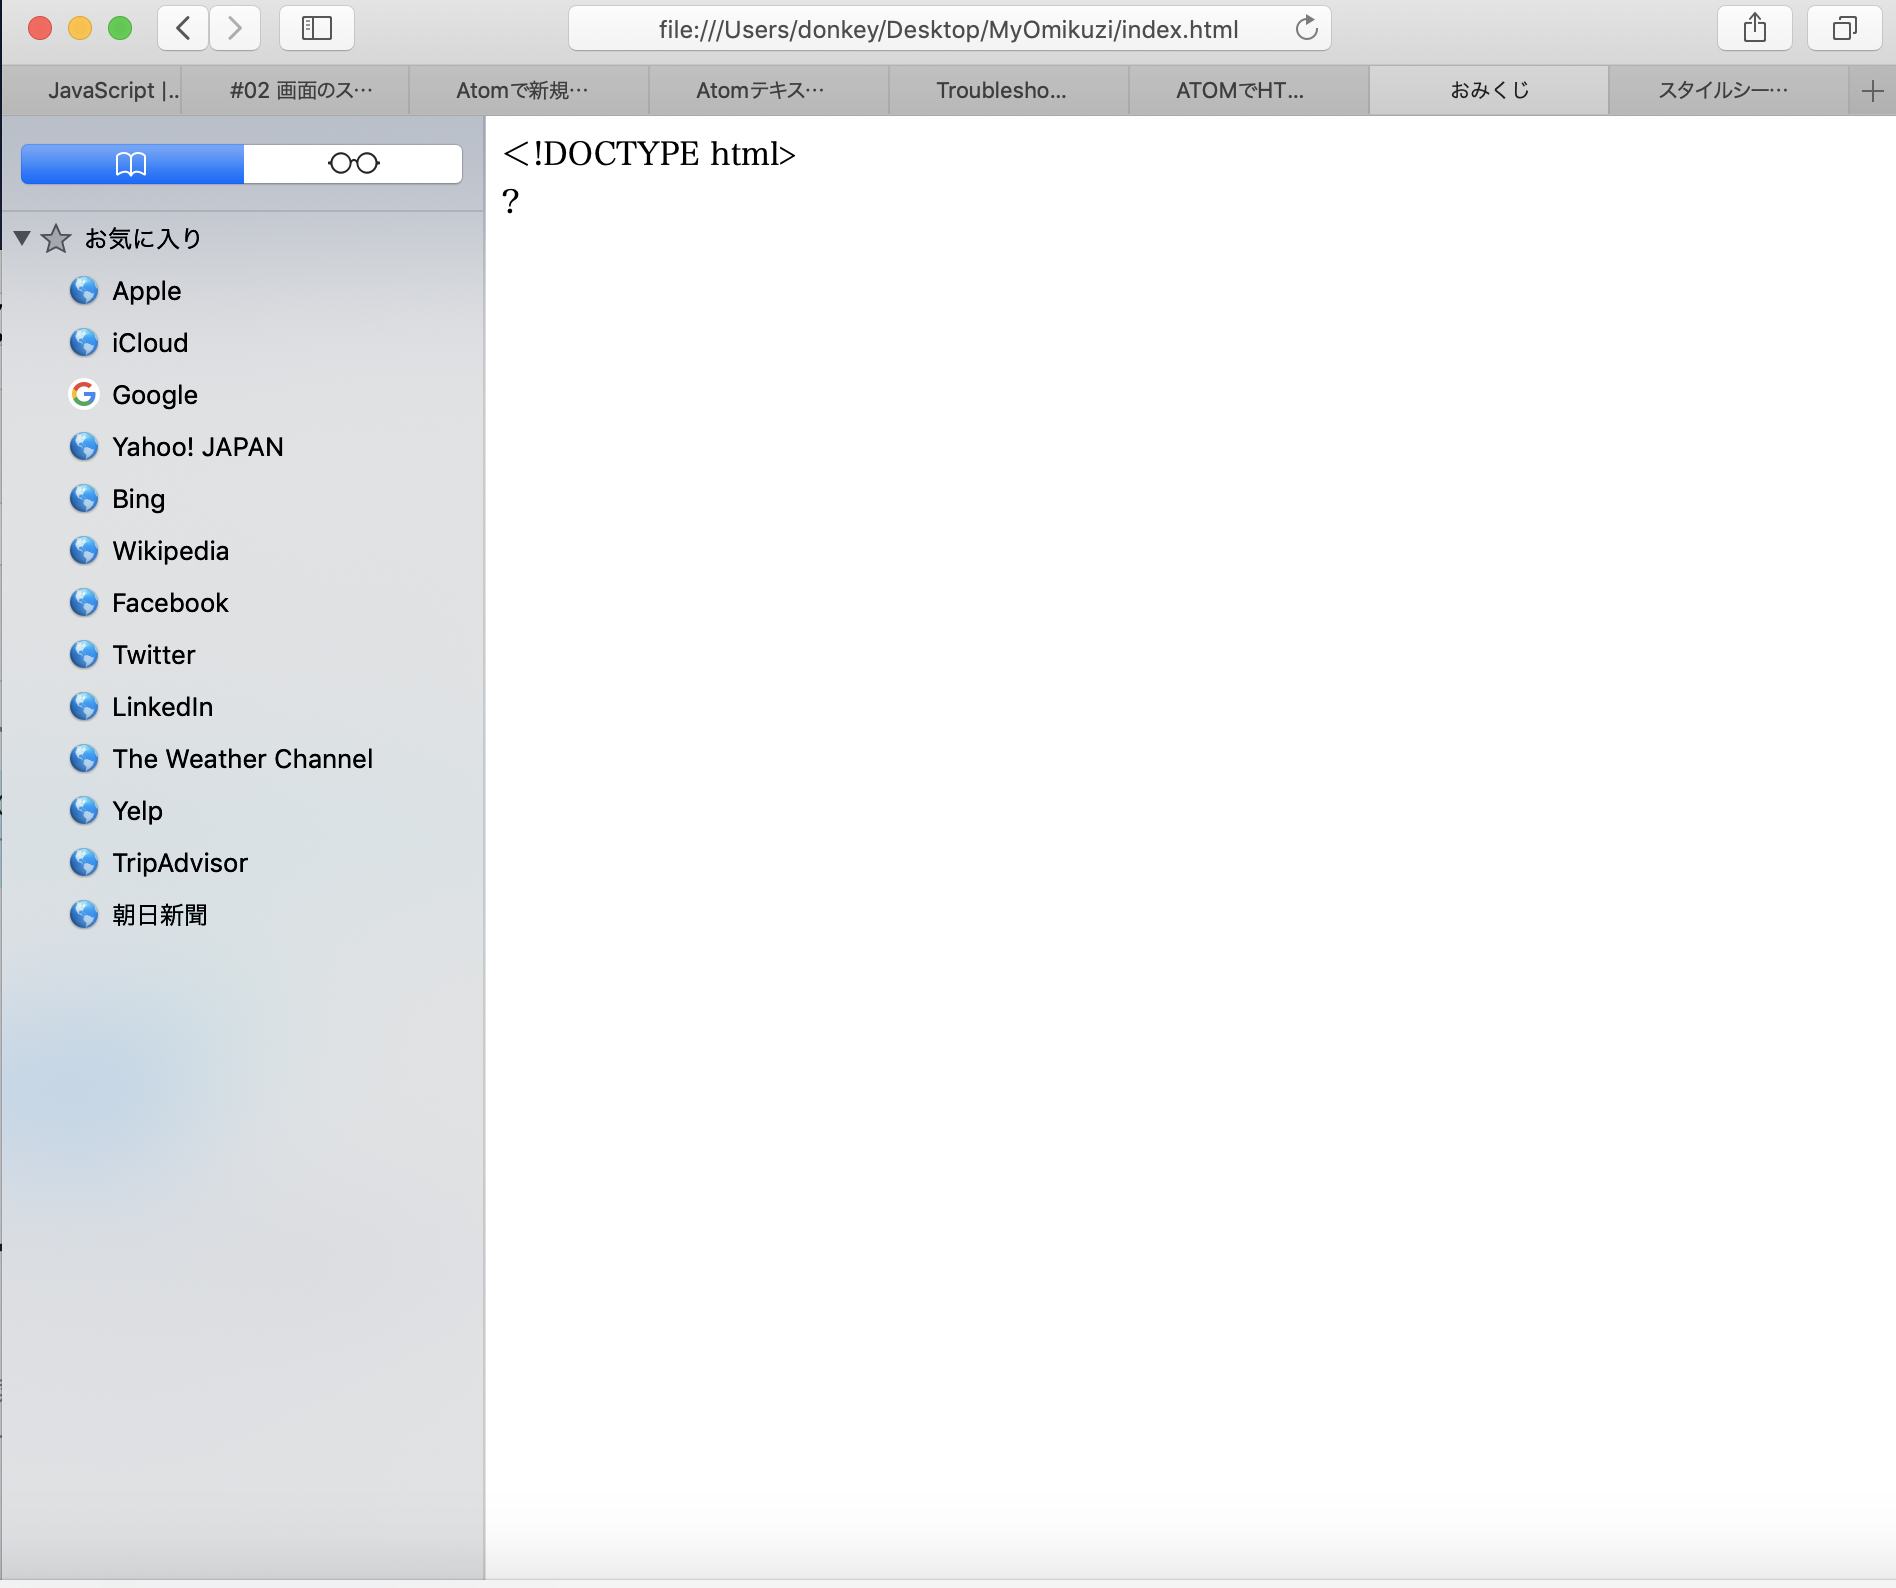 file:///Users/donkey/Desktop/MyOmikuzi/index.html
JavaScript |..
#02 画面のス…
Atomで新規…
Atomテキス…
Troublesho...
ATOMでHT...
おみくじ
スタイルシー…
お気に入り
Apple
iCloud
Google
Yahoo! JAPAN
Bing
Wikipedia
Facebook
Twitter
LinkedIn
The Weather Channel
Yelp
TripAdvisor
朝日新聞
＜!DOCTYPE html>
?